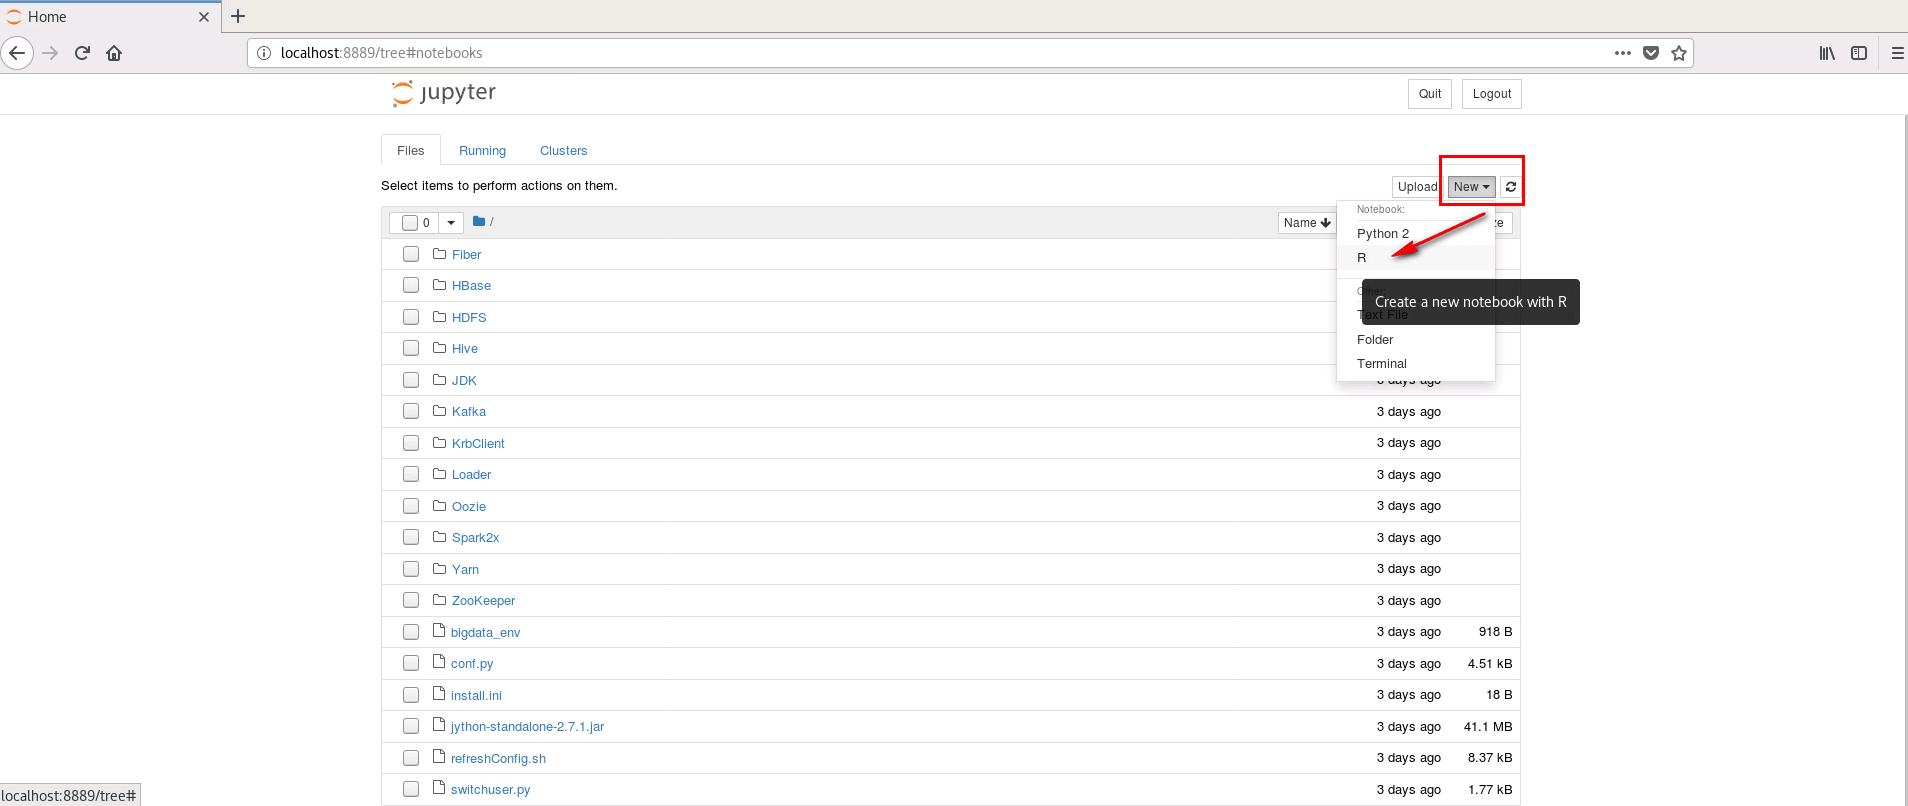 Home
localhost:8889/tree#notebooks
jupyter
Quit Logout
Files Running Clusters
Select items to perform actions on them.
Upload New
0 / Name ze
Notebook:
Python 2
R
Other:
Create a new notebook with R
Text File
Folder
Terminal
Fiber
HBase
HDFS
Hive
JDK 3 days ago
Kafka 3 days ago
KrbClient 3 days ago
Loader 3 days ago
Oozie 3 days ago
Spark2x 3 days ago
Yarn 3 days ago
ZooKeeper 3 days ago
bigdata_env 3 days ago 918 B
conf.py 3 days ago 4.51 kB
install.ini 3 days ago 18 B
jython-standalone-2.7.1.jar 3 days ago 41.1 MB
refreshConfig.sh 3 days ago 8.37 kB
switchuser.py 3 days ago 1.77 kB
localhost:8889/tree#